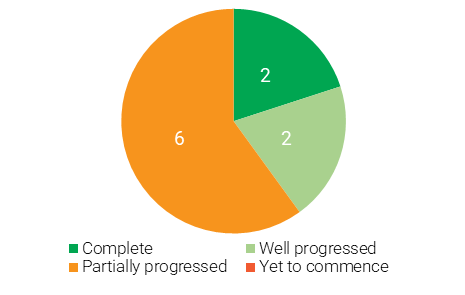 2
6
2
Complete
Well progressed
Partially progressed
Yet to commence